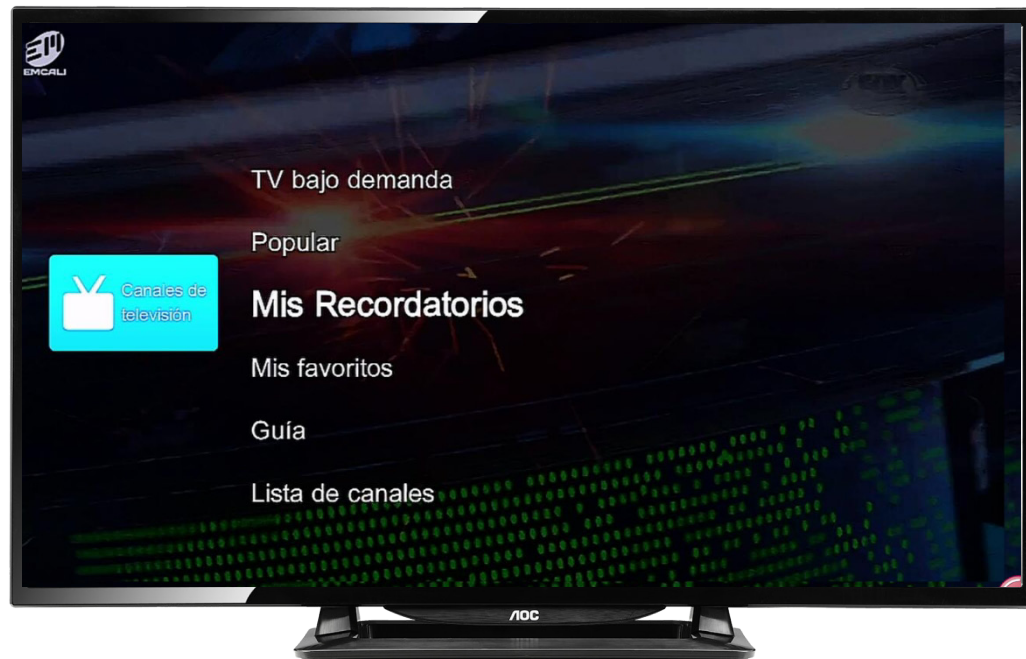 EMCALI
TV bajo demanda
Popular
Canales de
televisión
Mis Recordatorios
Mis favoritos
Guía
Lista de canales
AOC